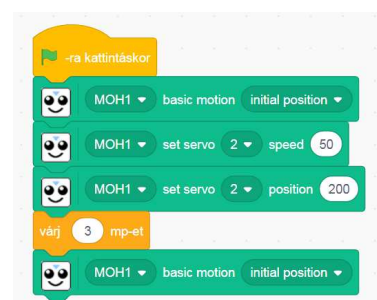 -ra kattintáskor
MOH1 basic motion initial position
MOH1 set servo 2 speed 50
MOH1 set servo 2 position 200
várj 3 mp-et
MOH1 basic motion initial position